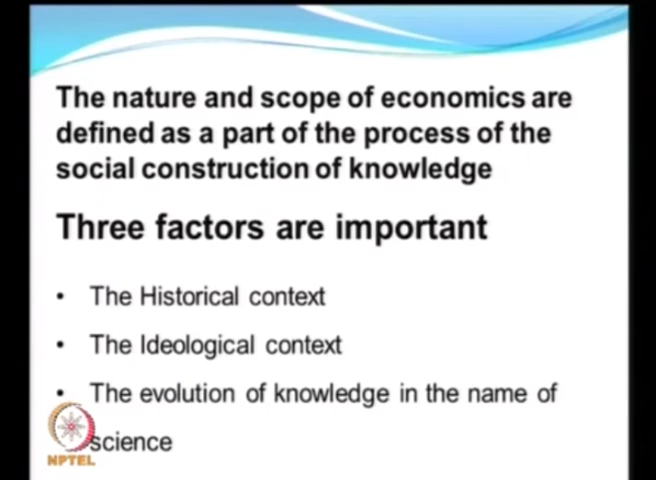 The nature and scope of economics are
defined as a part of the process of the
social construction of knowledge
Three factors are important
• The Historical context
• The Ideological context
• The evolution of knowledge in the name of
science
NPTEL